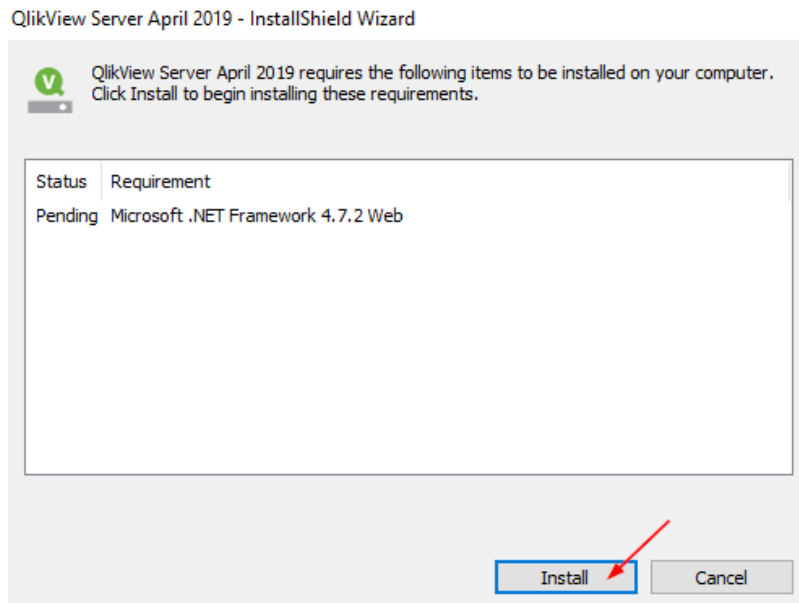 QlikView Server April 2019 - InstallShield Wizard
QlikView Server April 2019 requires the following items to be installed on your computer.
Click Install to begin installing these requirements.
Status Requirement
Pending Microsoft .NET Framework 4.7.2 Web
Install Cancel